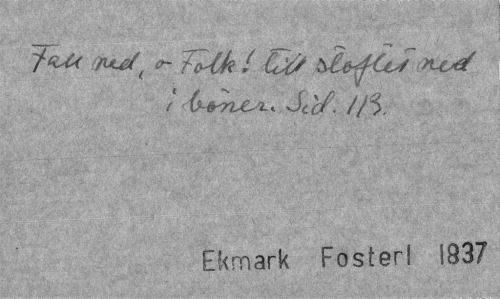 Fall ned, o Folk! till stoftet ned
i böner. Sid. 113.
Ekmark Fosterl 1837